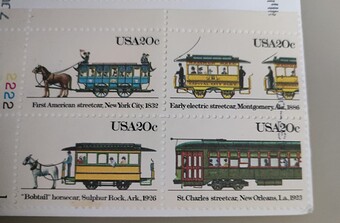 USA20c
First American streetcar, New York City, 1832
USA20c
Early electric streetcar, Montgomery, Ala., 1886
USA20c
"Bobtail" horsecar, Sulphur Rock, Ark., 1926
USA20c
St. Charles streetcar, New Orleans, La., 1923
2222